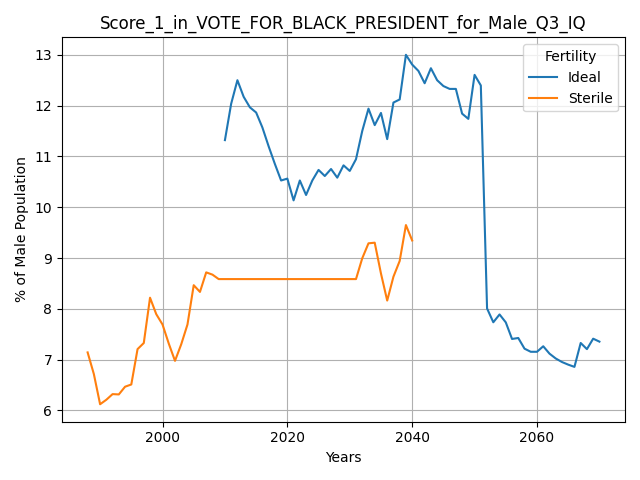 Score_1_in_VOTE_FOR_BLACK_PRESIDENT_for_Male_Q3_IQ
% of Male Population
13
12
11
10
9
8
7
6
Fertility
Ideal
Sterile
2000 2020 2040 2060
Years